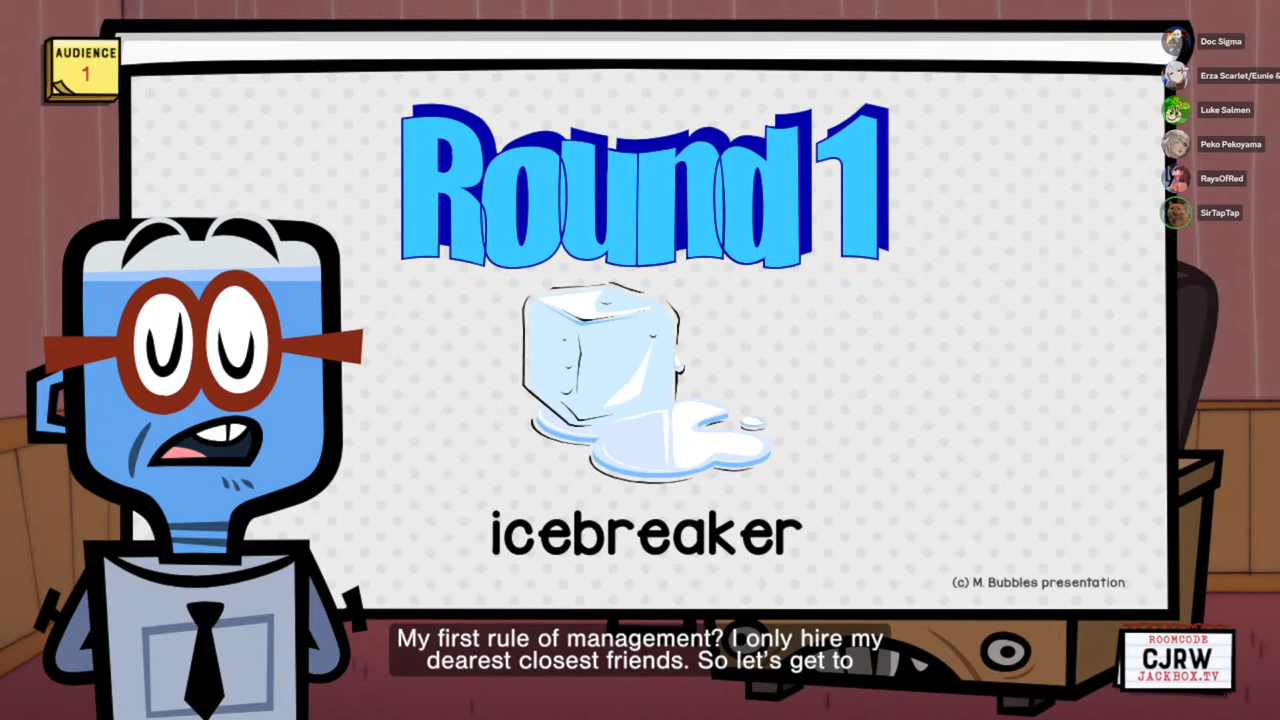 AUDIENCE
1
Round 1
icebreaker
(c) M. Bubbles presentation
My first rule of management? I only hire my
dearest closest friends. So let's get to
ROOMCODE
CJRW
JACKBOX.TV
Doc Sigma
Erza Scarlet/Eunie &
Luke Salmen
Peko Pekoyama
RaysOfRed
SirTapTap